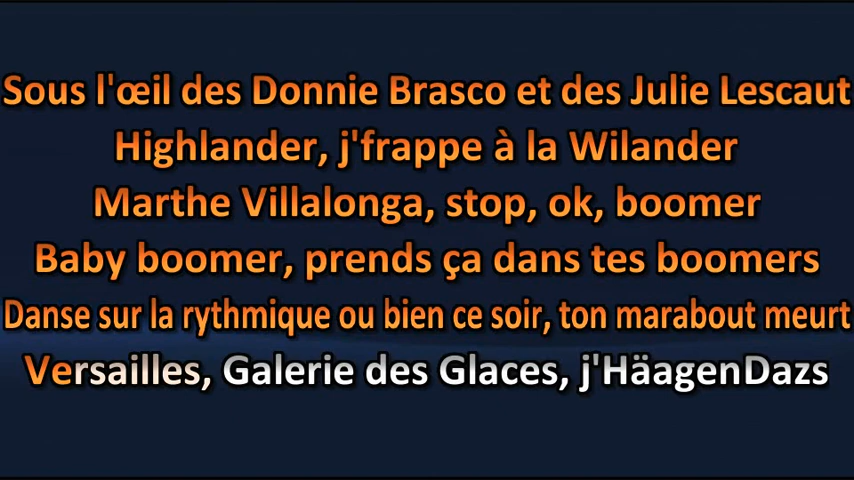 Sous l'œil des Donnie Brasco et des Julie Lescaut
Highlander, j'frappe à la Wilander
Marthe Villalonga, stop, ok, boomer
Baby boomer, prends ça dans tes boomers
Danse sur la rythmique ou bien ce soir, ton marabout meurt
Versailles, Galerie des Glaces, j'HäagenDazs